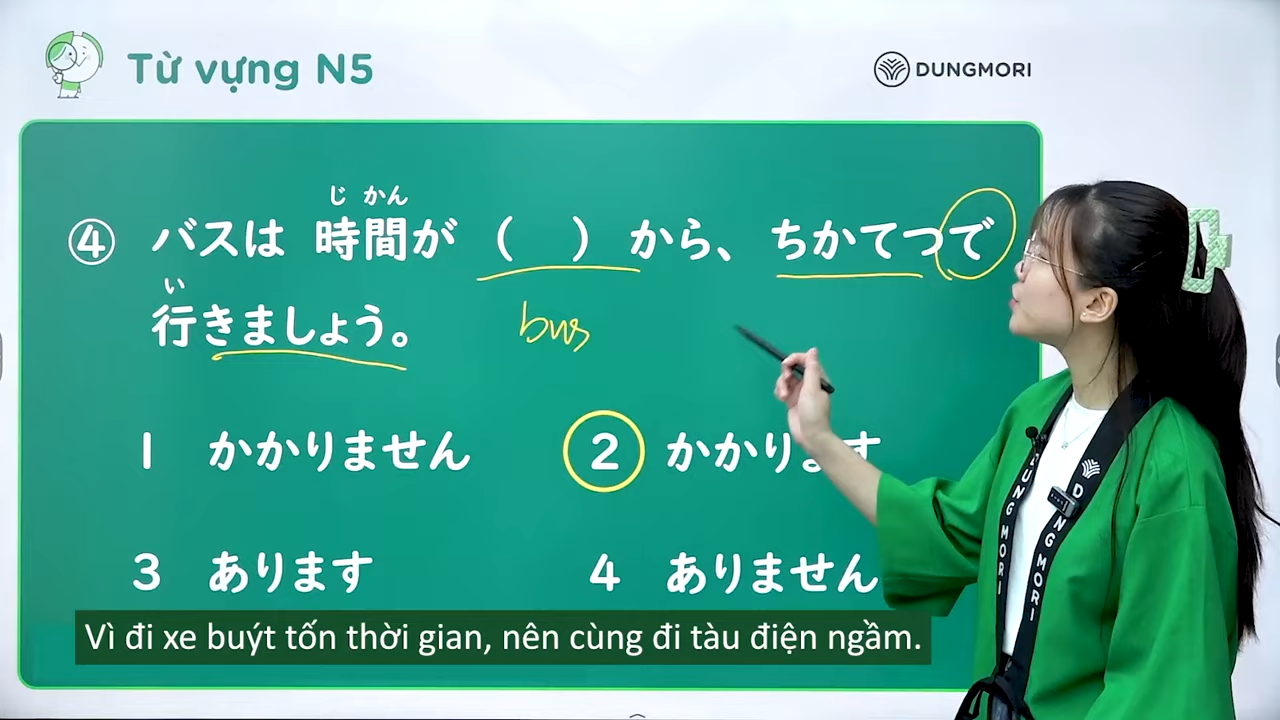 Từ vựng N5
DUNGMORI
じ かん
④ バスは 時間が ( ) から、ちかてつで
い
行きましょう。
bus
1 かかりません
2 かかります
3 あります
4 ありません
DUNGMORI
DUNGMORI
Vì đi xe buýt tốn thời gian, nên cùng đi tàu điện ngầm.